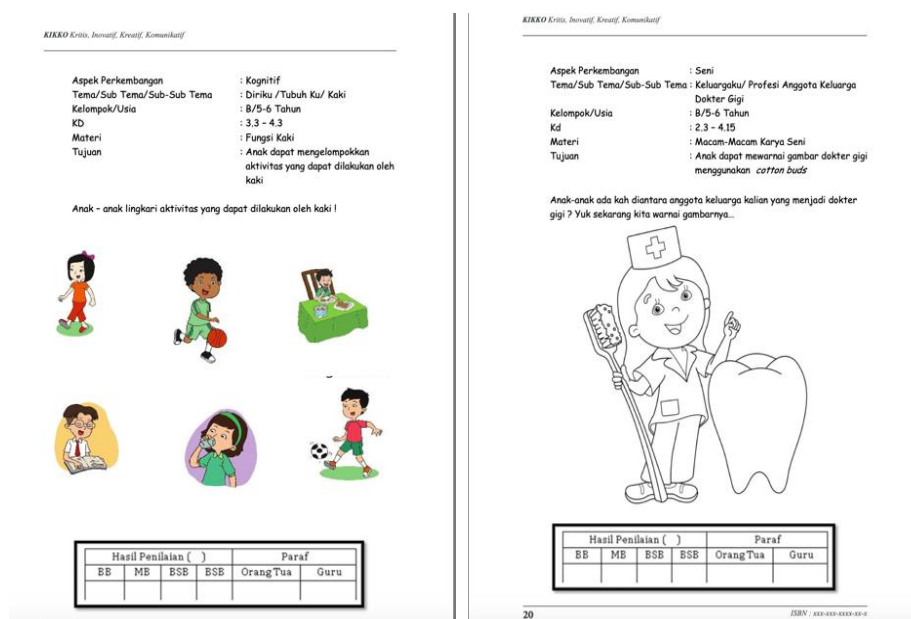 KIKKO Kritis, Inovatif, Kreatif, Komunikatif
Aspek Perkembangan : Kognitif
Tema/Sub Tema/Sub-Sub Tema : Diriku /Tubuh Ku/ Kaki
Kelompok/Usia : B/5-6 Tahun
KD : 3.3 – 4.3
Materi : Fungsi Kaki
Tujuan : Anak dapat mengelompokkan
aktivitas yang dapat dilakukan oleh
kaki
Anak – anak lingkari aktivitas yang dapat dilakukan oleh kaki !
Hasil Penilaian ( ) Paraf
BB MB BSB BSB Orang Tua Guru
KIKKO Kritis, Inovatif, Kreatif, Komunikatif
Aspek Perkembangan : Seni
Tema/Sub Tema/Sub-Sub Tema : Keluargaku/ Profesi Anggota Keluarga
Dokter Gigi
Kelompok/Usia : B/5-6 Tahun
Kd : 2.3 – 4.15
Materi : Macam-Macam Karya Seni
Tujuan : Anak dapat mewarnai gambar dokter gigi
menggunakan cotton buds
Anak-anak ada kah diantara anggota keluarga kalian yang menjadi dokter
gigi ? Yuk sekarang kita warnai gambarnya...
Hasil Penilaian ( ) Paraf
BB MB BSB BSB Orang Tua Guru
20 ISBN : xxx-xxx-xxxx-xx-x